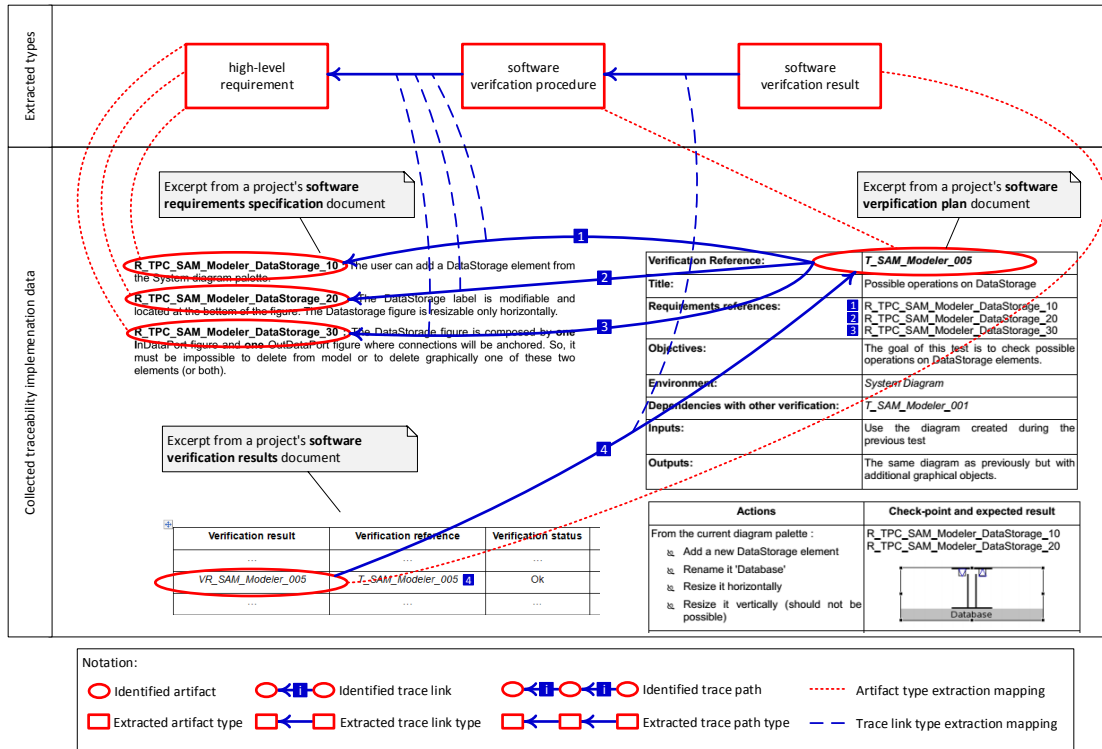 Extracted types
high-level
requirement
software
verifcation procedure
software
verifcation result
Collected traceability implemenation data
Excerpt from a project's software
requirements specification document
Excerpt from a project's software
verpification plan document
1
R_TPC_SAM_Modeler_DataStorage_10 : The user can add a DataStorage element from
the System diagram palette.
2
R_TPC_SAM_Modeler_DataStorage_20 : The DataStorage label is modifiable and
located at the bottom of the figure. The Datastorage figure is resizable only horizontally.
3
R_TPC_SAM_Modeler_DataStorage_30 : The DataStorage figure is composed by one
InDataPort figure and one OutDataPort figure where connections will be anchored. So, it
must be impossible to delete from model or to delete graphically one of these two
elements (or both).
Verification Reference: T_SAM_Modeler_005
Title: Possible operations on DataStorage
Requirements references: 1 R_TPC_SAM_Modeler_DataStorage_10
2 R_TPC_SAM_Modeler_DataStorage_20
3 R_TPC_SAM_Modeler_DataStorage_30
Objectives: The goal of this test is to check possible
operations on DataStorage elements.
Environment: System Diagram
Dependencies with other verification: T_SAM_Modeler_001
Inputs: Use the diagram created during the
previous test
Outputs: The same diagram as previously but with
additional graphical objects.
4
Excerpt from a project's software
verification results document
Verification result Verification reference Verification status
... ...
VR_SAM_Modeler_005 T_SAM_Modeler_005 4 Ok
... ...
Actions Check-point and expected result
From the current diagram palette :
Add a new DataStorage element
Rename it 'Database'
Resize it horizontally
Resize it vertically (should not be
possible)
R_TPC_SAM_Modeler_DataStorage_10
R_TPC_SAM_Modeler_DataStorage_20
Database
Notation:
Identified artifact i Identified trace link i i Identified trace path Artifact type extraction mapping
Extracted artifact type Extracted trace link type Extracted trace path type Trace link type extraction mapping